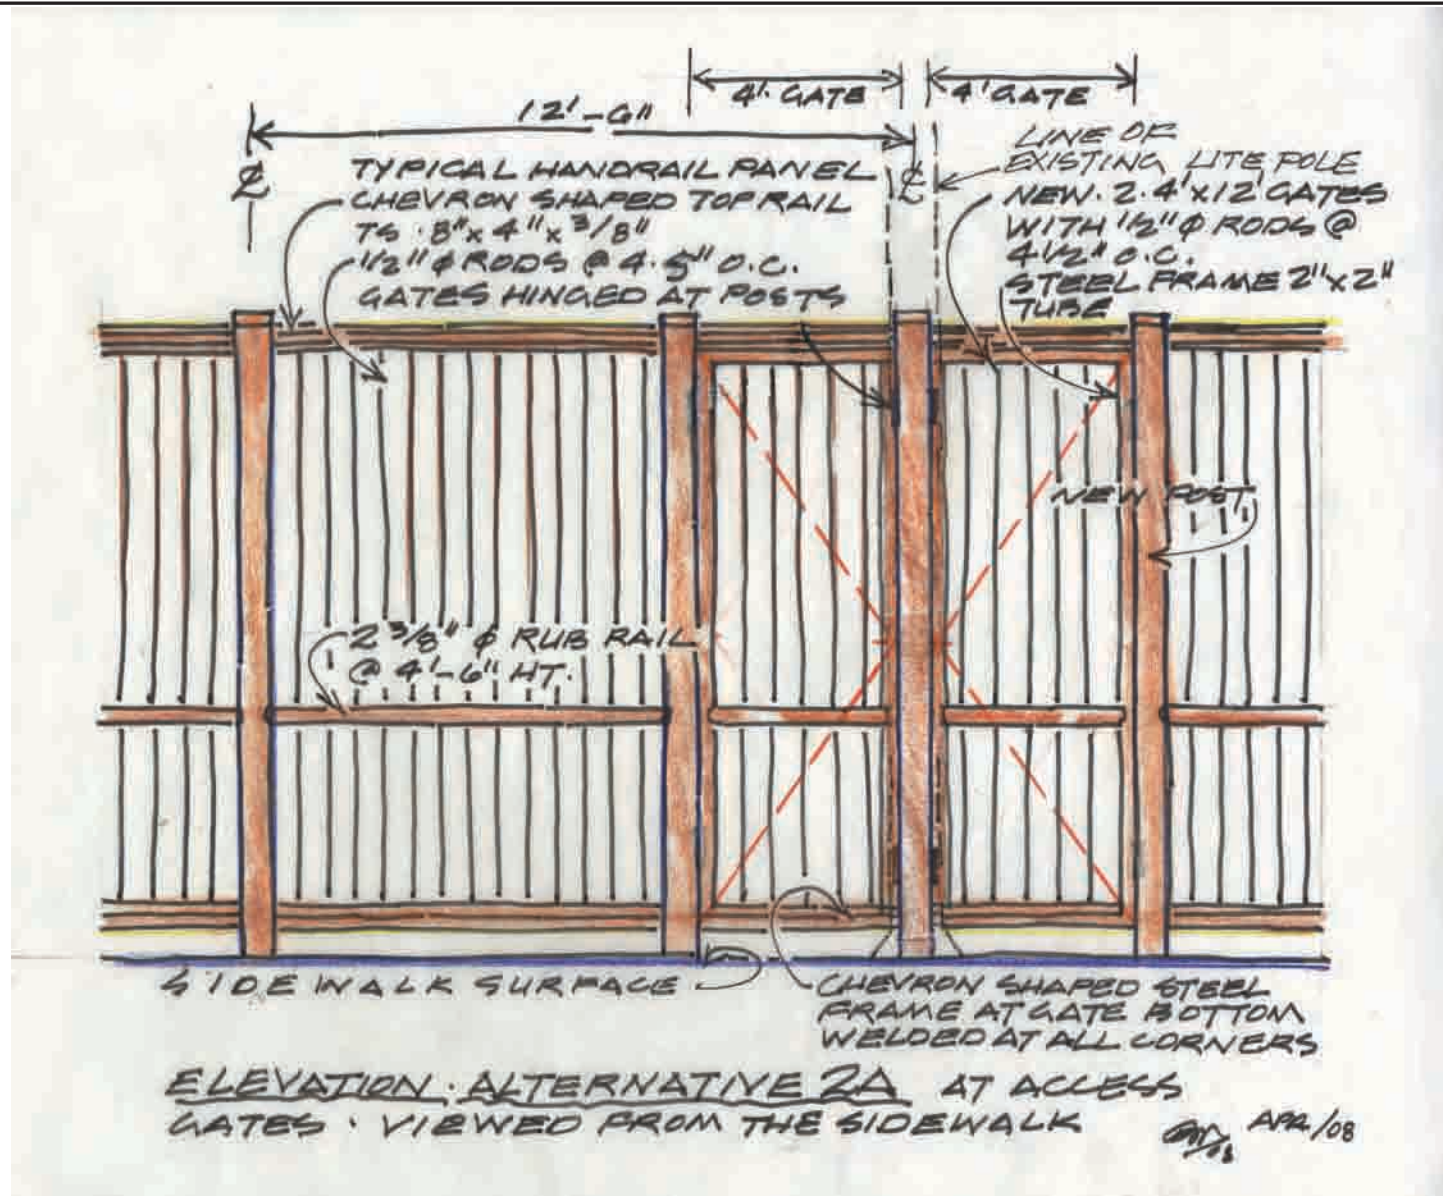 4'· GATE
4' GATE
12'-6"
℄
℄
TYPICAL HANDRAIL PANEL
CHEVRON SHAPED TOP RAIL
TS · 8" x 4" x 3/8"
1/2" ϕ RODS @ 4·5" O.C.
GATES HINGED AT POSTS
LINE OF
EXISTING LITE POLE
NEW · 2 · 4' x 12' GATES
WITH 1/2" ϕ RODS @
4 1/2" O.C.
STEEL FRAME 2" x 2"
TUBE
NEW POST
2 3/8" ϕ RUB RAIL
@ 4'-6" HT.
SIDEWALK SURFACE
CHEVRON SHAPED STEEL
FRAME AT GATE BOTTOM
WELDED AT ALL CORNERS
ELEVATION · ALTERNATIVE 2A AT ACCESS
GATES · VIEWED FROM THE SIDEWALK
APR/08